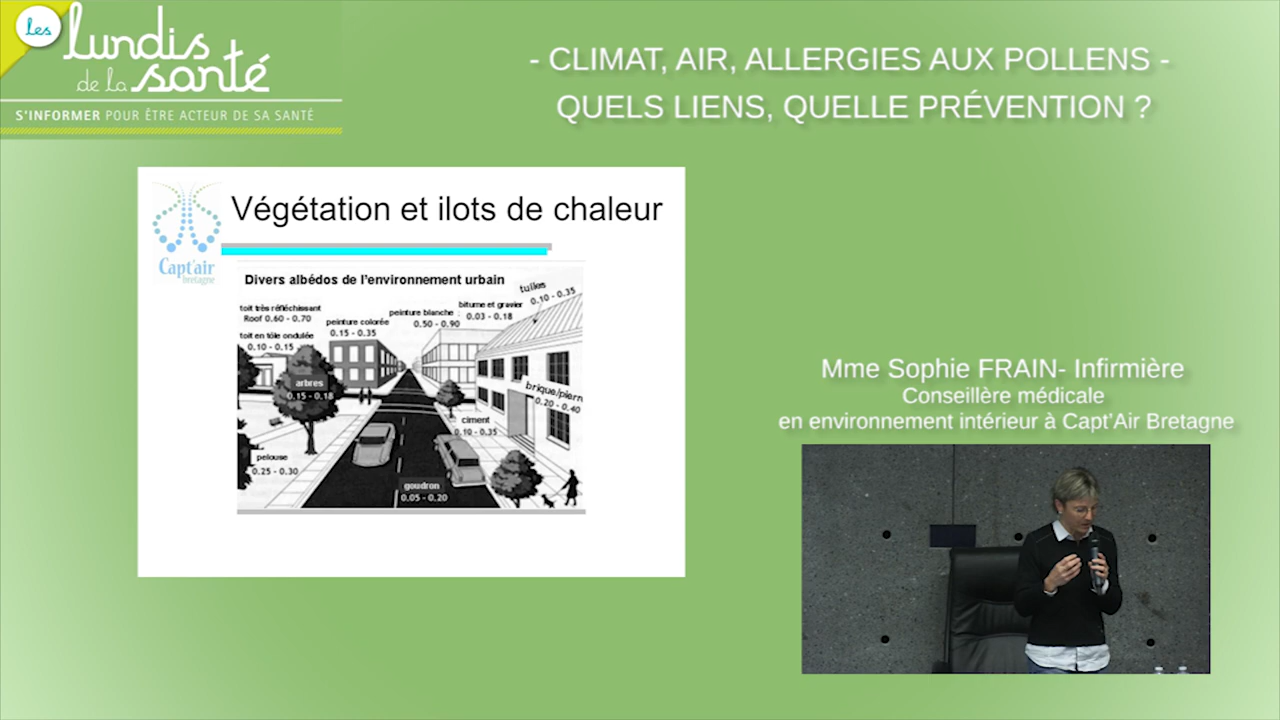 Les
lundis
de la santé
S'INFORMER POUR ÊTRE ACTEUR DE SA SANTÉ
- CLIMAT, AIR, ALLERGIES AUX POLLENS -
QUELS LIENS, QUELLE PRÉVENTION ?
Capt'air
bretagne
Végétation et ilots de chaleur
Divers albédos de l'environnement urbain
toit très réfléchissant
Roof 0.60 - 0.70
toit en tôle ondulée
0.10 - 0.15
peinture colorée
0.15 - 0.35
peinture blanche
0.50 - 0.90
bitume et gravier
0.03 - 0.18
tuiles
0.10 - 0.35
arbres
0.15 - 0.18
brique/pierr
0.20 - 0.40
ciment
0.10 - 0.35
pelouse
0.25 - 0.30
goudron
0.05 - 0.20
Mme Sophie FRAIN- Infirmière
Conseillère médicale
en environnement intérieur à Capt'Air Bretagne